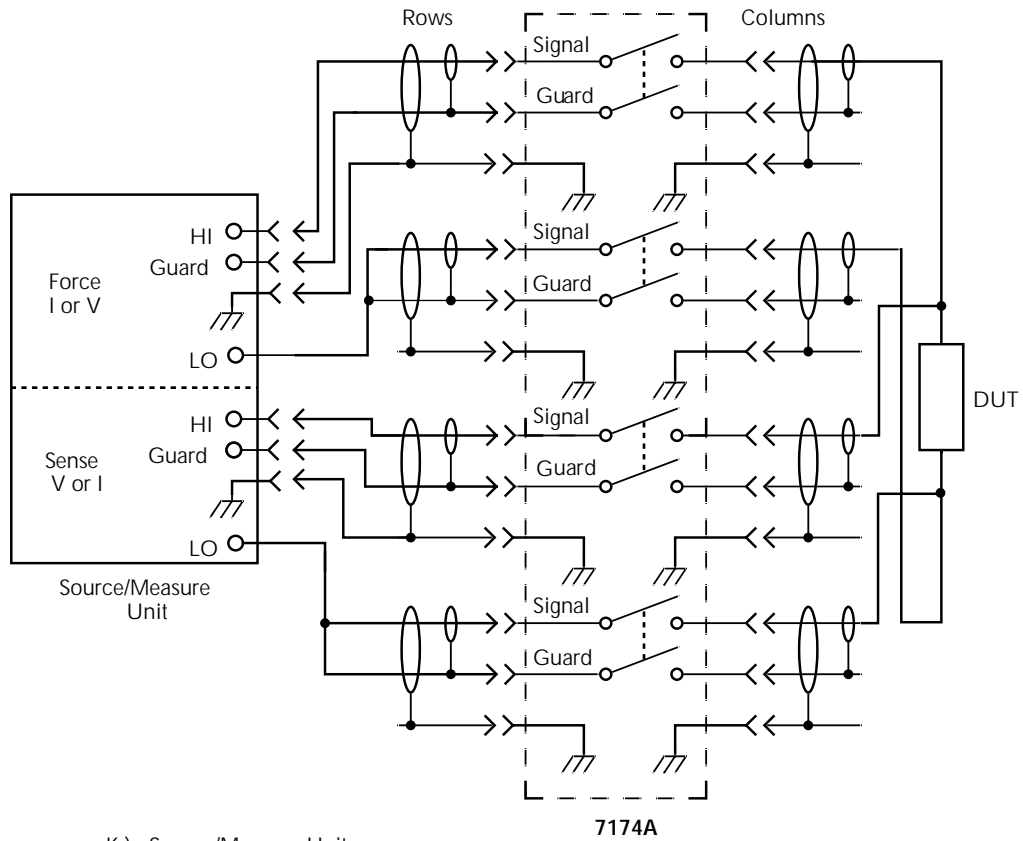 Rows
Columns
Signal
Guard
Signal
Guard
HI
Guard
Force
I or V
LO
DUT
Signal
HI
Guard
Guard
Sense
V or I
LO
Source/Measure
Unit
Signal
Guard
7174A